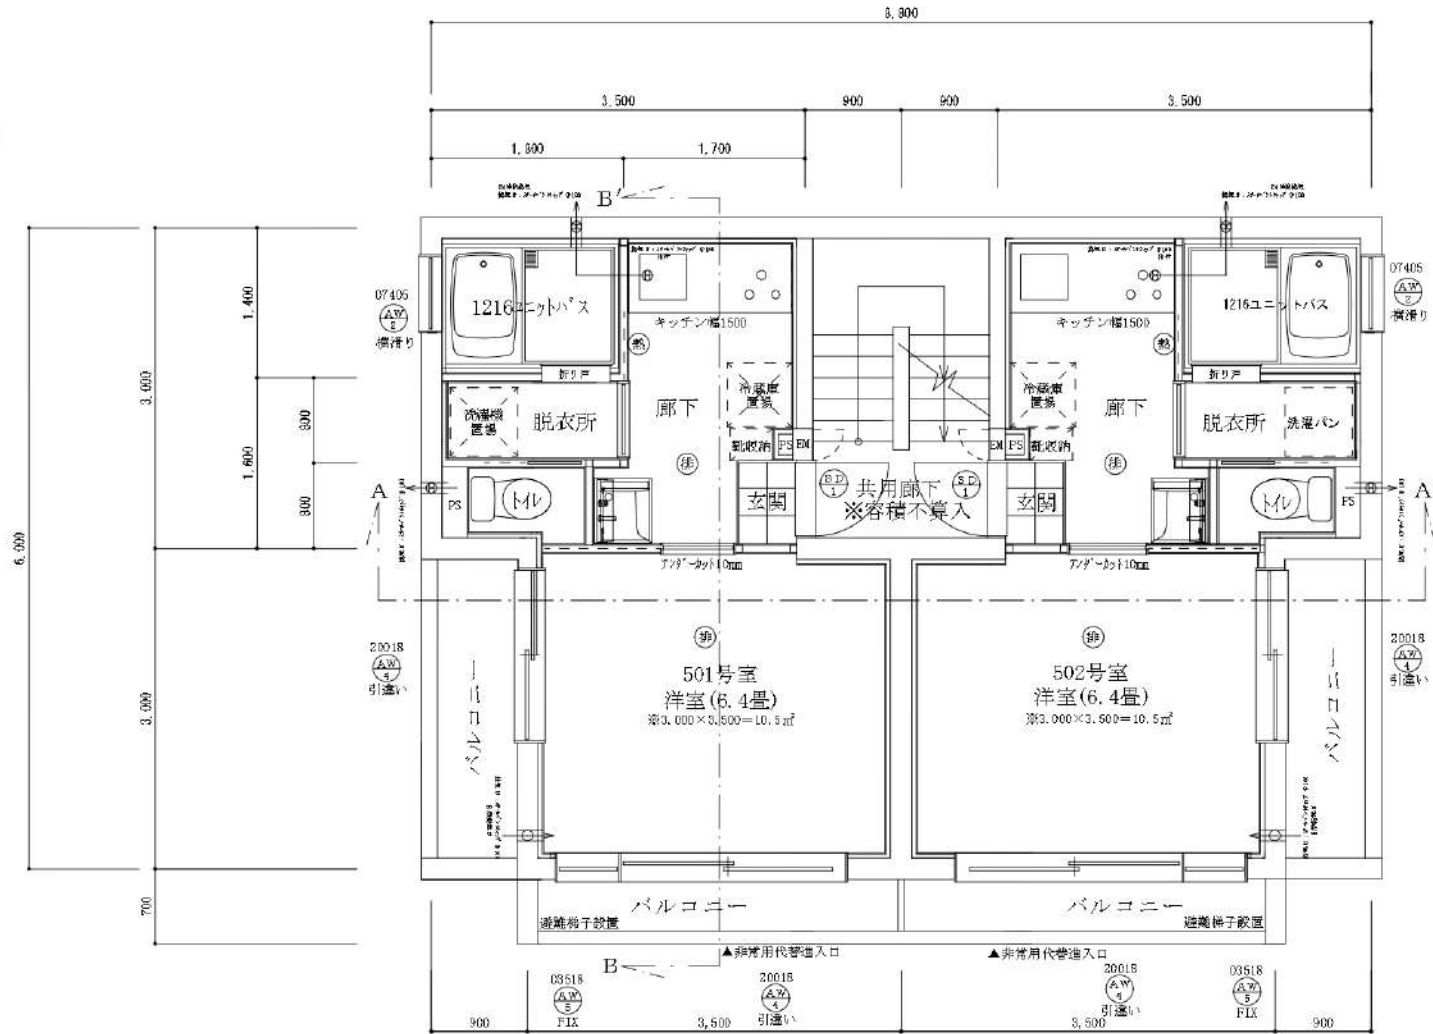 8,800
3,500
900
900
3,500
1,800
1,700
B'
07405
AW
2
横滑り
1216ユニットバス
キッチン幅1500
キッチン幅1500
1216ユニットバス
07405
AW
2
横滑り
1,400
3,000
折り戸
熱
熱
折り戸
洗濯機
置場
脱衣所
廊下
冷蔵庫
置場
冷蔵庫
置場
廊下
脱衣所
洗濯パン
800
1,600
靴収納
PS
EM
EM
PS
靴収納
排
排
A
PS
トイレ
玄関
SD
1
共用廊下
※容積不算入
SD
1
玄関
トイレ
PS
A'
800
6,000
アンダーカット10mm
アンダーカット10mm
20018
AW
4
引違い
排
501号室
洋室(6.4畳)
※3.000×3.500=10.5㎡
排
502号室
洋室(6.4畳)
※3.000×3.500=10.5㎡
20018
AW
4
引違い
3,000
バルコニー
バルコニー
700
バルコニー
バルコニー
避難梯子設置
避難梯子設置
▲非常用代替進入口
▲非常用代替進入口
B
03518
AW
5
FIX
20018
AW
4
引違い
20018
AW
4
引違い
03518
AW
5
FIX
900
3,500
3,500
900